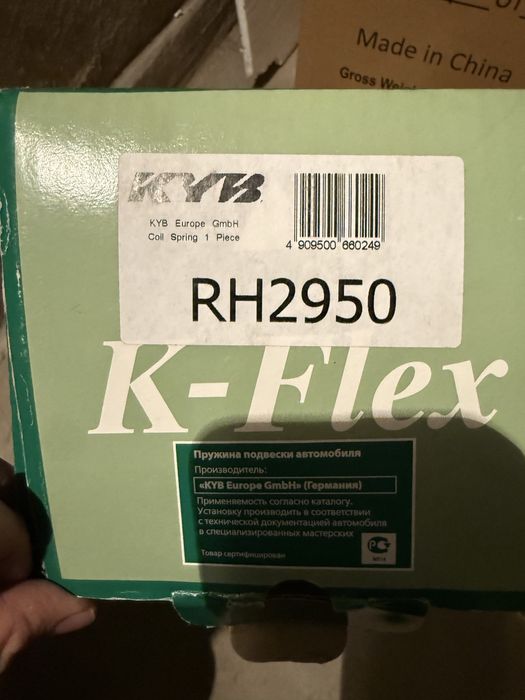 Made in China
Gross
KYB
KYB Europe GmbH
Coil Spring 1 Piece
4 909500 660249
RH2950
K-Flex
Пружина подвески автомобиля
Производитель:
«KYB Europe GmbH» (Германия)
Применяемость согласно каталогу.
Установку производить в соответствии
с технической документацией автомобиля
в специализированных мастерских
Товар сертифицирован